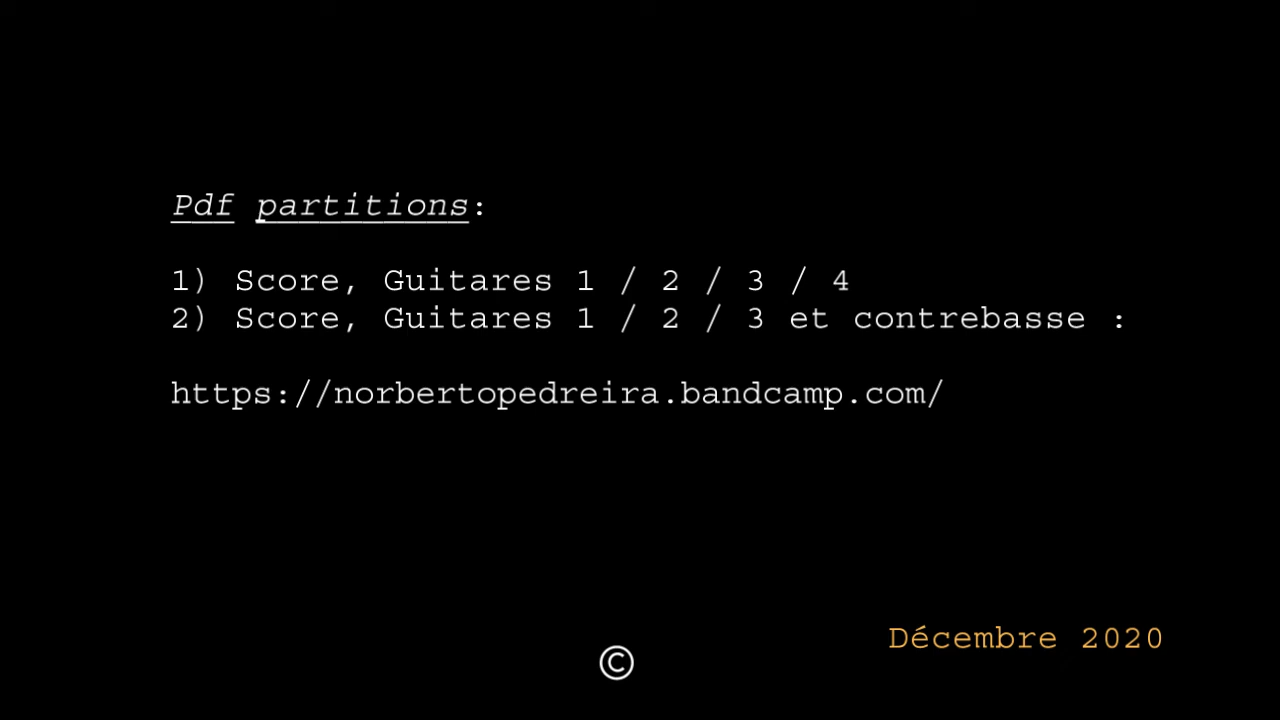 Pdf partitions:
1) Score, Guitares 1 / 2 / 3 / 4
2) Score, Guitares 1 / 2 / 3 et contrebasse :
https://norbertopedreira.bandcamp.com/
Décembre 2020
©